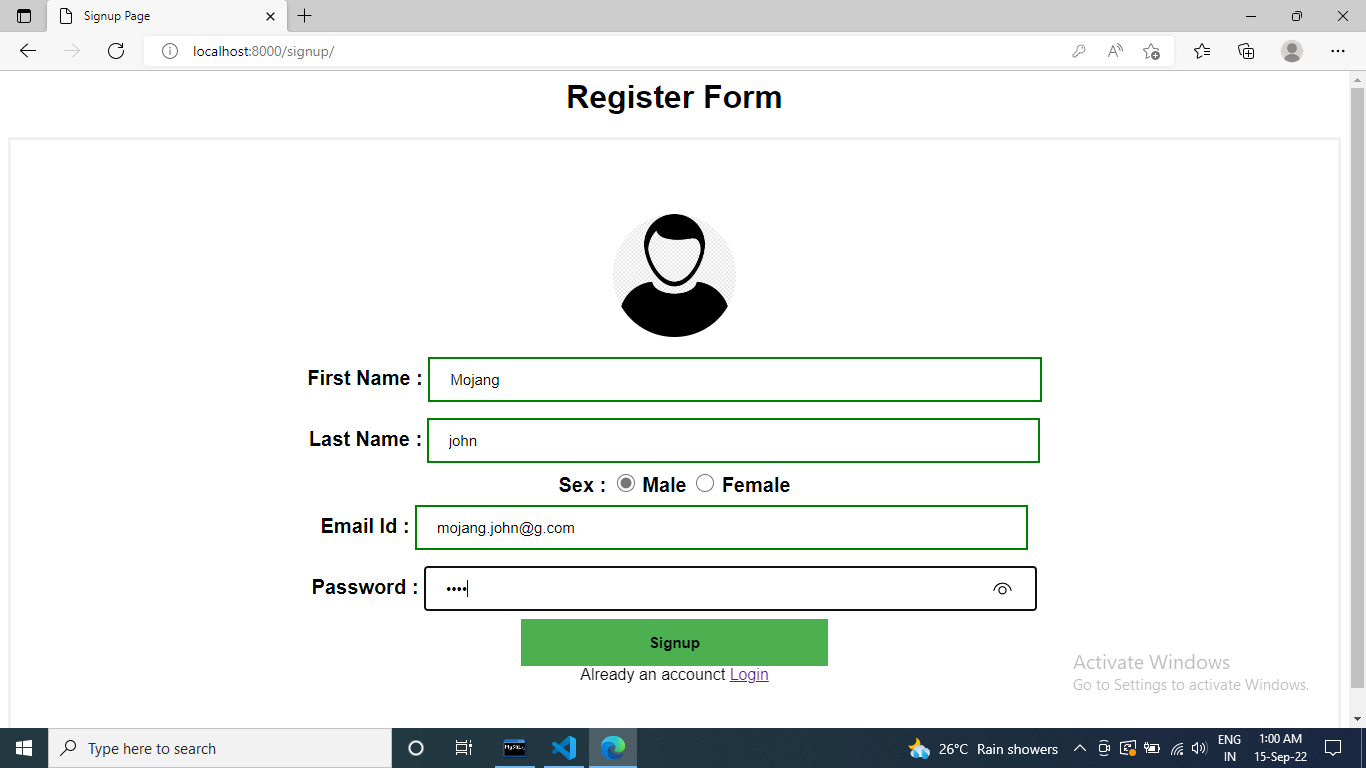 Signup Page
localhost:8000/signup/
Register Form
First Name : Mojang
Last Name : john
Sex : Male Female
Email Id : mojang.john@g.com
Password : ••••
Signup
Already an accounct Login
Activate Windows
Go to Settings to activate Windows.
Type here to search
MySQL
26°C Rain showers
ENG
IN
1:00 AM
15-Sep-22